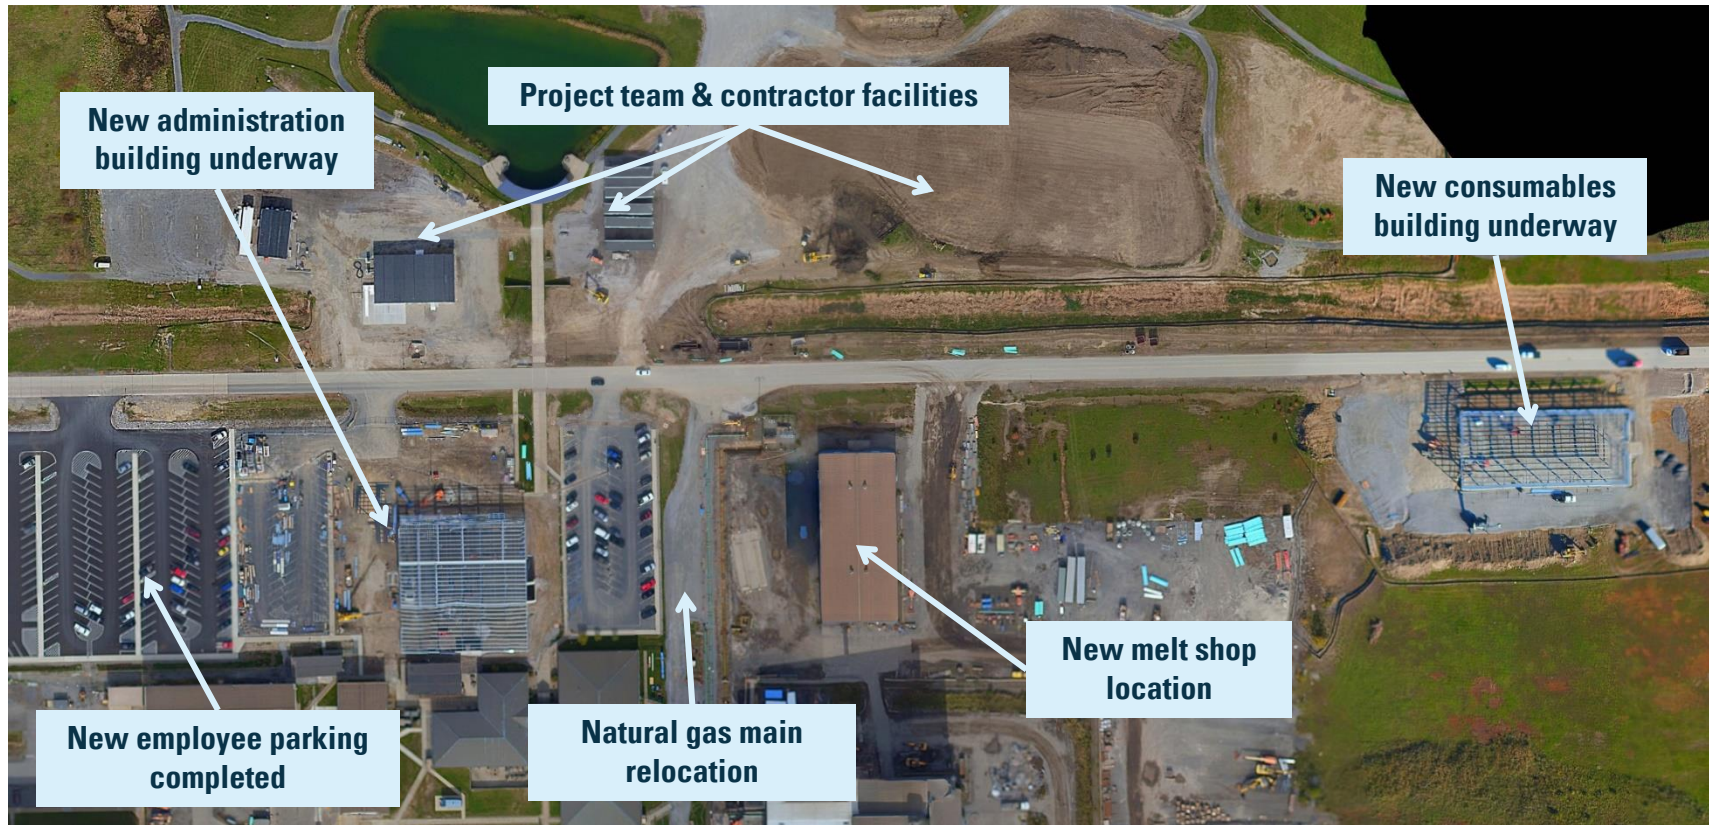 Project team & contractor facilities
New administration
building underway
New consumables
building underway
New melt shop
location
New employee parking
completed
Natural gas main
relocation